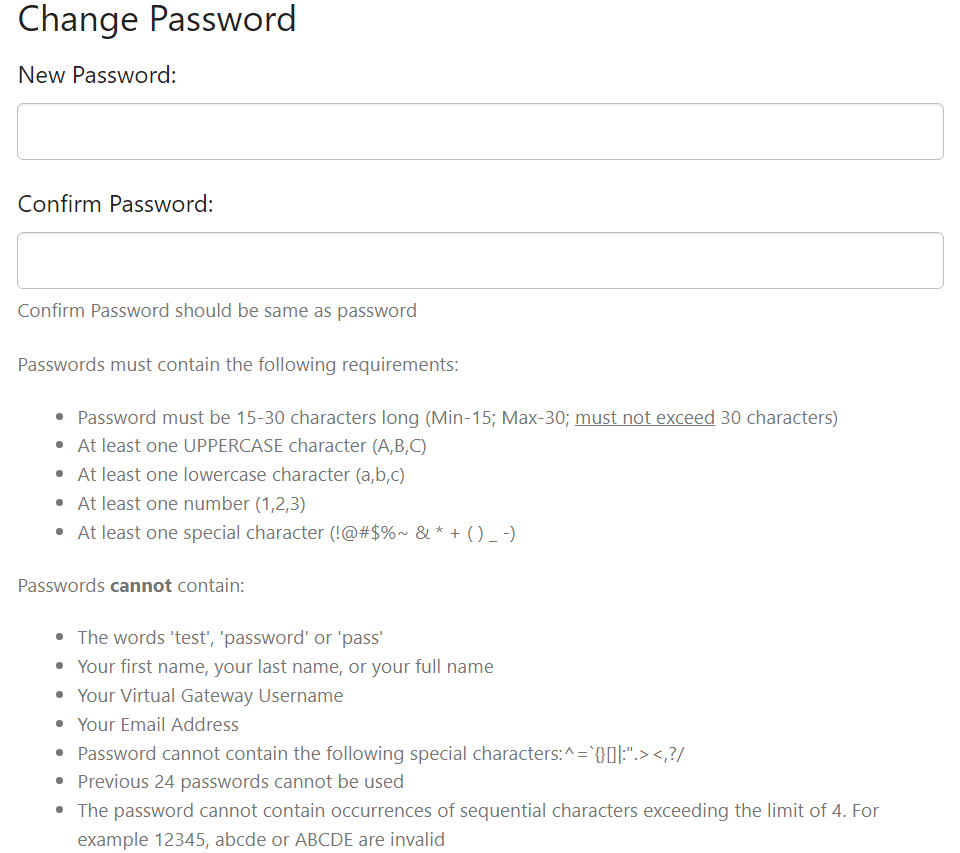 Change Password
New Password:
Confirm Password:
Confirm Password should be same as password
Passwords must contain the following requirements:
Password must be 15-30 characters long (Min-15; Max-30; must not exceed 30 characters)
At least one UPPERCASE character (A,B,C)
At least one lowercase character (a,b,c)
At least one number (1,2,3)
At least one special character (!@#$%~ & * + ( ) _ -)
Passwords cannot contain:
The words 'test', 'password' or 'pass'
Your first name, your last name, or your full name
Your Virtual Gateway Username
Your Email Address
Password cannot contain the following special characters:^=`{}[]|:".><,?/
Previous 24 passwords cannot be used
The password cannot contain occurrences of sequential characters exceeding the limit of 4. For
example 12345, abcde or ABCDE are invalid